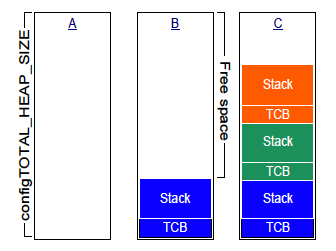 configTOTAL_HEAP_SIZE
A
B
Free space
Stack
TCB
C
Stack
TCB
Stack
TCB
Stack
TCB